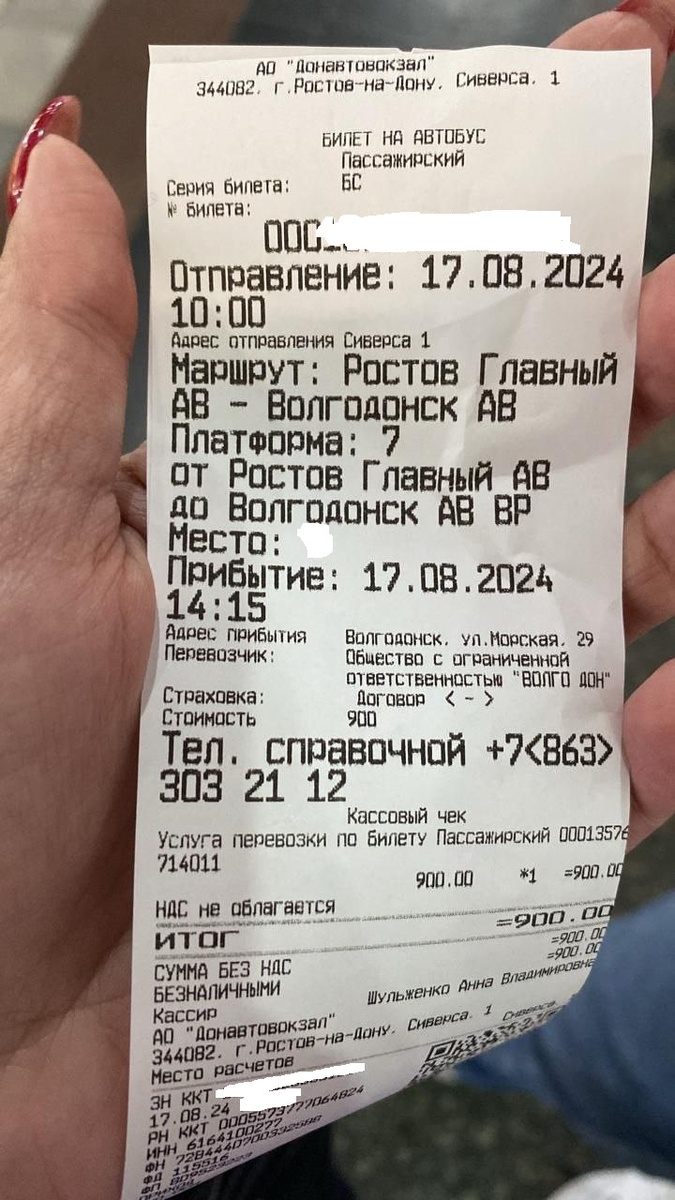 АО "Донавтовокзал"
344082, г.Ростов-на-Дону, Сиверса, 1
БИЛЕТ НА АВТОБУС
Пассажирский
Серия билета: БС
№ билета:
Отправление: 17.08.2024
10:00
Адрес отправления Сиверса 1
Маршрут: Ростов Главный
АВ - Волгодонск АВ
Платформа: 7
от Ростов Главный АВ
до Волгодонск АВ ВР
Место:
Прибытие: 17.08.2024
14:15
Адрес прибытия Волгодонск, ул.Морская, 29
Перевозчик: Общество с ограниченной
ответственностью "ВОЛГО ДОН"
Страховка: Договор < - >
Стоимость 900
Тел. справочной +7<863>
303 21 12
Кассовый чек
Услуга перевозки по билету Пассажирский 00013576
714011
900.00 *1 =900.00
НДС не облагается
ИТОГ =900.00
СУММА БЕЗ НДС =900.00
БЕЗНАЛИЧНЫМИ =900.00
Кассир Шульженко Анна Владимировна
АО "Донавтовокзал"
344082, г.Ростов-на-Дону, Сиверса, 1
Место расчетов Сиверса,
ЗН ККТ
17.08.24
РН ККТ 0005573777064824
ИНН 6164100277
ФН
ФД 115516
ФП